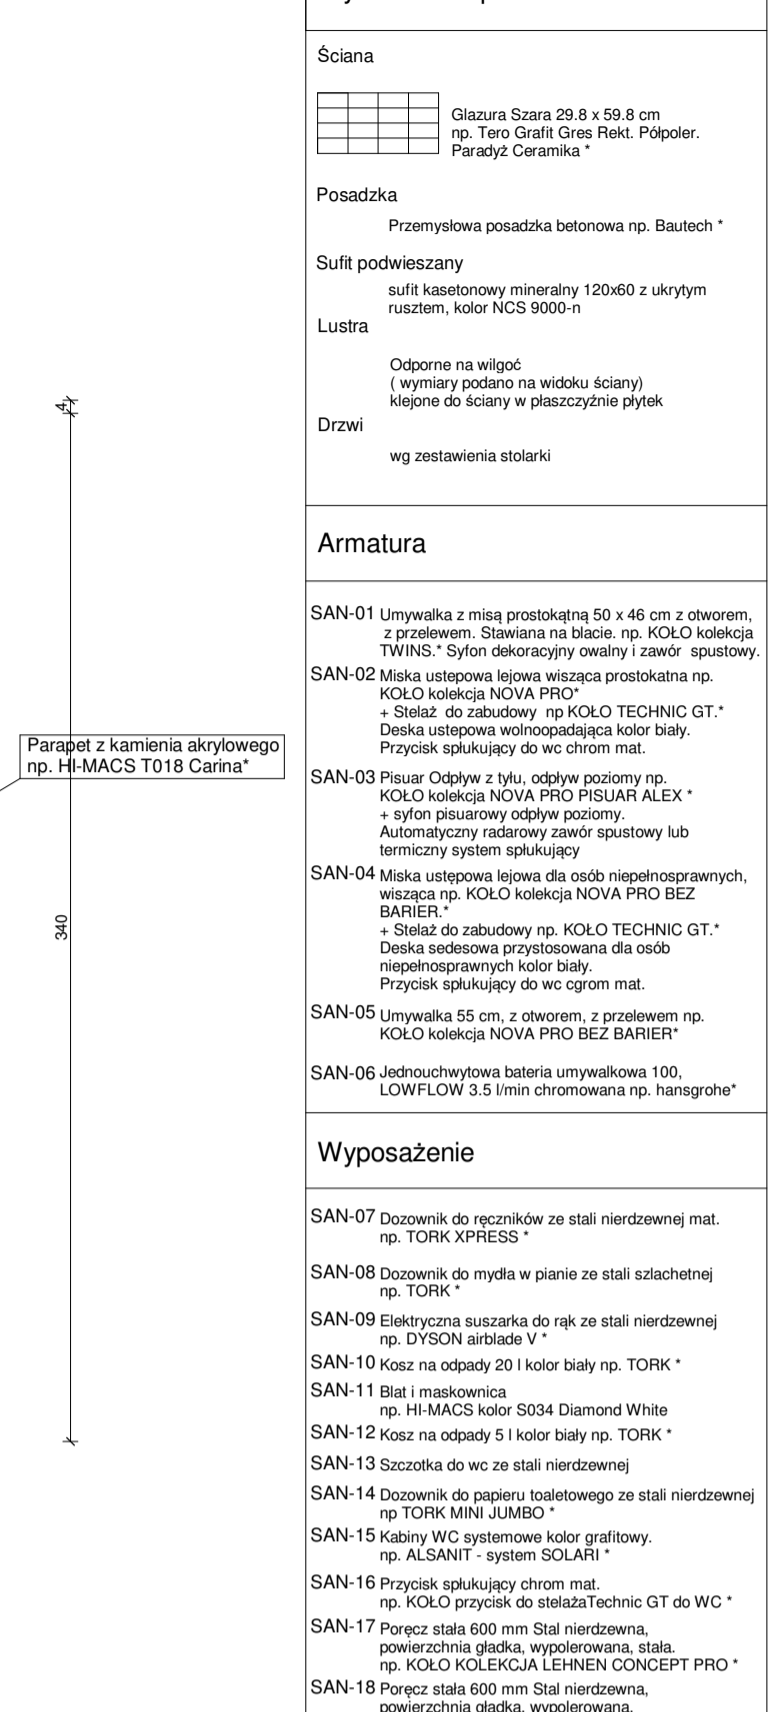 Ściana
Glazura Szara 29.8 x 59.8 cm
np. Tero Grafit Gres Rekt. Półpoler.
Paradyż Ceramika *
Posadzka
Przemysłowa posadzka betonowa np. Bautech *
Sufit podwieszany
sufit kasetonowy mineralny 120x60 z ukrytym
rusztem, kolor NCS 9000-n
Lustra
Odporne na wilgoć
( wymiary podano na widoku ściany)
klejone do ściany w płaszczyźnie płytek
Drzwi
wg zestawienia stolarki
4
340
Parapet z kamienia akrylowego
np. HI-MACS T018 Carina*
Armatura
SAN-01 Umywalka z misą prostokątną 50 x 46 cm z otworem,
z przelewem. Stawiana na blacie. np. KOŁO kolekcja
TWINS.* Syfon dekoracyjny owalny i zawór spustowy.
SAN-02 Miska ustepowa lejowa wisząca prostokatna np.
KOŁO kolekcja NOVA PRO*
+ Stelaż do zabudowy np KOŁO TECHNIC GT.*
Deska ustepowa wolnoopadająca kolor biały.
Przycisk spłukujący do wc chrom mat.
SAN-03 Pisuar Odpływ z tyłu, odpływ poziomy np.
KOŁO kolekcja NOVA PRO PISUAR ALEX *
+ syfon pisuarowy odpływ poziomy.
Automatyczny radarowy zawór spustowy lub
termiczny system spłukujący
SAN-04 Miska ustępowa lejowa dla osób niepełnosprawnych,
wisząca np. KOŁO kolekcja NOVA PRO BEZ
BARIER.*
+ Stelaż do zabudowy np. KOŁO TECHNIC GT.*
Deska sedesowa przystosowana dla osób
niepełnosprawnych kolor biały.
Przycisk spłukujący do wc cgrom mat.
SAN-05 Umywalka 55 cm, z otworem, z przelewem np.
KOŁO kolekcja NOVA PRO BEZ BARIER*
SAN-06 Jednouchwytowa bateria umywalkowa 100,
LOWFLOW 3.5 l/min chromowana np. hansgrohe*
Wyposażenie
SAN-07 Dozownik do ręczników ze stali nierdzewnej mat.
np. TORK XPRESS *
SAN-08 Dozownik do mydła w pianie ze stali szlachetnej
np. TORK *
SAN-09 Elektryczna suszarka do rąk ze stali nierdzewnej
np. DYSON airblade V *
SAN-10 Kosz na odpady 20 l kolor biały np. TORK *
SAN-11 Blat i maskownica
np. HI-MACS kolor S034 Diamond White
SAN-12 Kosz na odpady 5 l kolor biały np. TORK *
SAN-13 Szczotka do wc ze stali nierdzewnej
SAN-14 Dozownik do papieru toaletowego ze stali nierdzewnej
np TORK MINI JUMBO *
SAN-15 Kabiny WC systemowe kolor grafitowy.
np. ALSANIT - system SOLARI *
SAN-16 Przycisk spłukujący chrom mat.
np. KOŁO przycisk do stelażaTechnic GT do WC *
SAN-17 Poręcz stała 600 mm Stal nierdzewna,
powierzchnia gładka, wypolerowana, stała.
np. KOŁO KOLEKCJA LEHNEN CONCEPT PRO *
SAN-18 Poręcz stała 600 mm Stal nierdzewna,
powierzchnia gładka, wypolerowana,